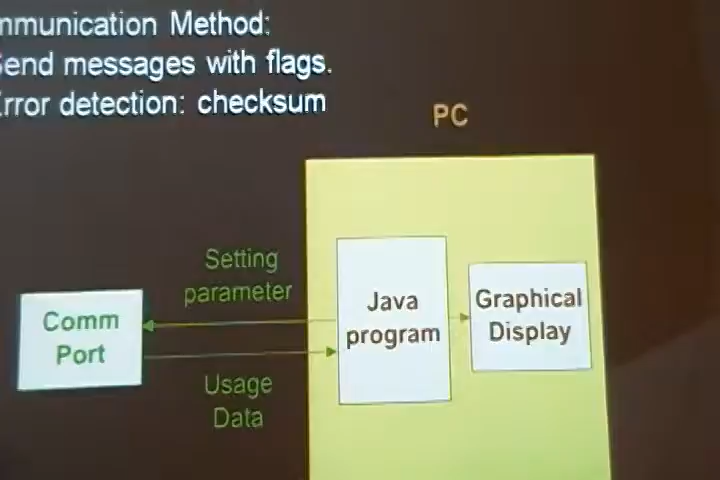 mmunication Method:
Send messages with flags.
Error detection: checksum
PC
Setting
parameter
Comm
Port
Java
program
Graphical
Display
Usage
Data